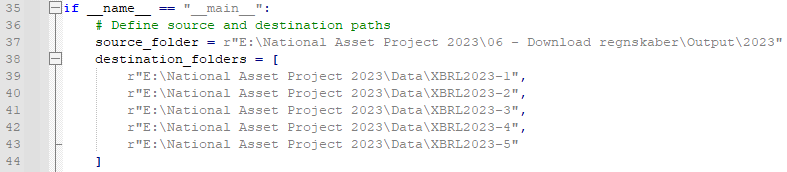 35 if __name__ == "__main__":
36     # Define source and destination paths
37     source_folder = r"E:\National Asset Project 2023\06 - Download regnskaber\Output\2023"
38     destination_folders = [
39         r"E:\National Asset Project 2023\Data\XBRL2023-1",
40         r"E:\National Asset Project 2023\Data\XBRL2023-2",
41         r"E:\National Asset Project 2023\Data\XBRL2023-3",
42         r"E:\National Asset Project 2023\Data\XBRL2023-4",
43         r"E:\National Asset Project 2023\Data\XBRL2023-5"
44     ]